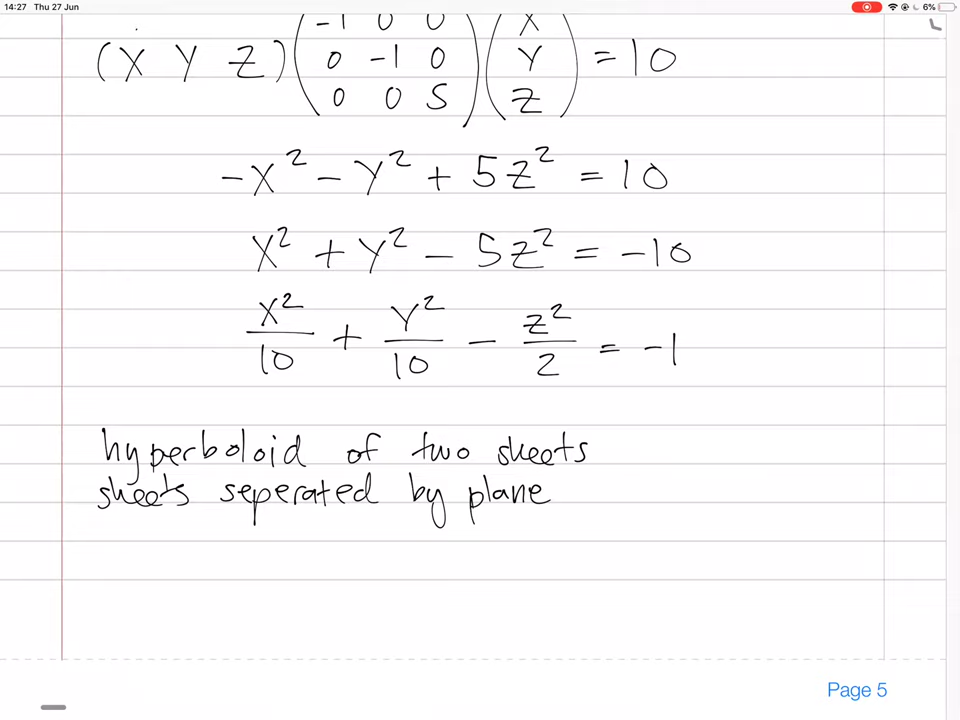 14:27 Thu 27 Jun 6%
-1 0 0 X
(X Y Z) 0 -1 0 Y = 10
0 0 5 Z
-X² - Y² + 5Z² = 10
X² + Y² - 5Z² = -10
X²/10 + Y²/10 - Z²/2 = -1
hyperboloid of two sheets
sheets seperated by plane
Page 5